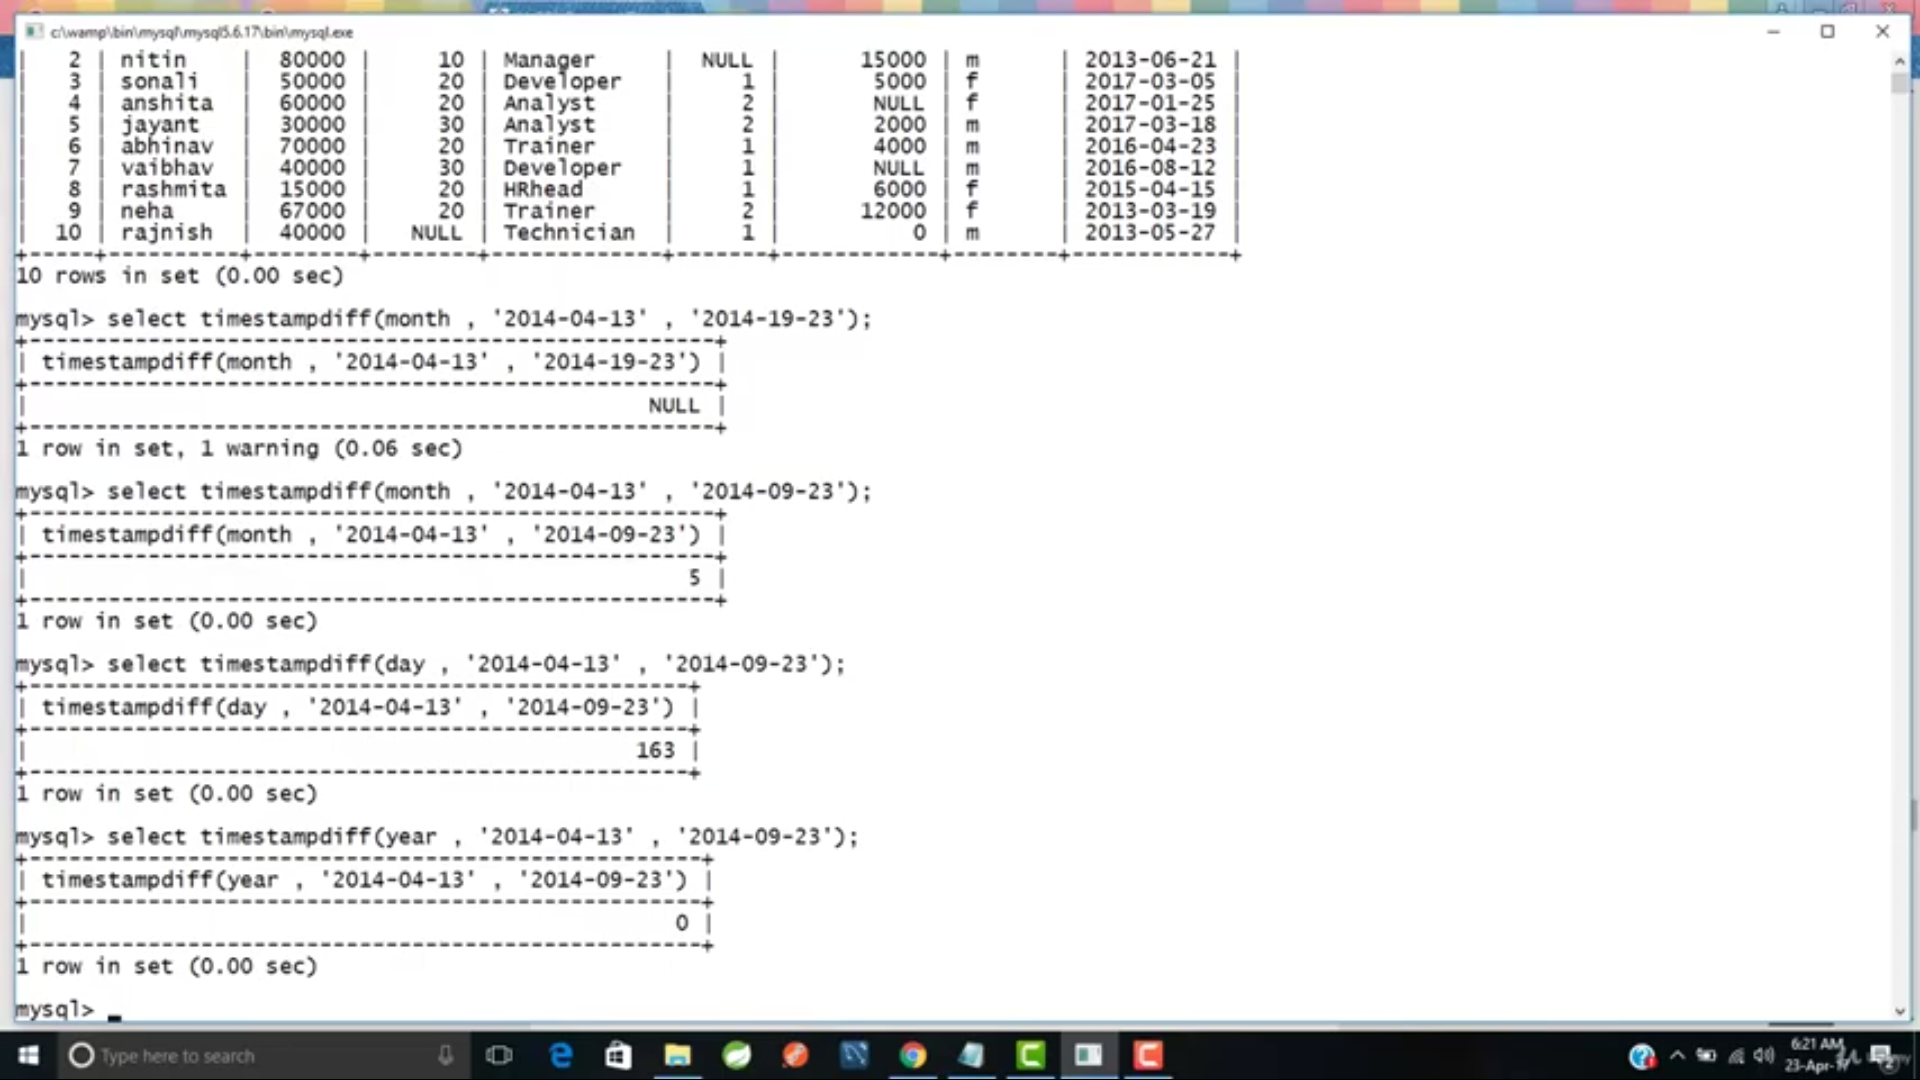 c:\wamp\bin\mysql\mysql5.6.17\bin\mysql.exe
|    2 | nitin    |  80000 |      10 | Manager    |  NULL |       15000 | m      | 2013-06-21 |
|    3 | sonali   |  50000 |      20 | Developer  |     1 |        5000 | f      | 2017-03-05 |
|    4 | anshita  |  60000 |      20 | Analyst    |     2 |        NULL | f      | 2017-01-25 |
|    5 | jayant   |  30000 |      30 | Analyst    |     2 |        2000 | m      | 2017-03-18 |
|    6 | abhinav  |  70000 |      20 | Trainer    |     1 |        4000 | m      | 2016-04-23 |
|    7 | vaibhav  |  40000 |      30 | Developer  |     1 |        NULL | m      | 2016-08-12 |
|    8 | rashmita |  15000 |      20 | HRhead     |     1 |        6000 | f      | 2015-04-15 |
|    9 | neha     |  67000 |      20 | Trainer    |     2 |       12000 | f      | 2013-03-19 |
|   10 | rajnish  |  40000 |    NULL | Technician |     1 |           0 | m      | 2013-05-27 |
10 rows in set (0.00 sec)
mysql> select timestampdiff(month , '2014-04-13' , '2014-19-23');
| timestampdiff(month , '2014-04-13' , '2014-19-23') |
| NULL |
1 row in set, 1 warning (0.06 sec)
mysql> select timestampdiff(month , '2014-04-13' , '2014-09-23');
| timestampdiff(month , '2014-04-13' , '2014-09-23') |
| 5 |
1 row in set (0.00 sec)
mysql> select timestampdiff(day , '2014-04-13' , '2014-09-23');
| timestampdiff(day , '2014-04-13' , '2014-09-23') |
| 163 |
1 row in set (0.00 sec)
mysql> select timestampdiff(year , '2014-04-13' , '2014-09-23');
| timestampdiff(year , '2014-04-13' , '2014-09-23') |
| 0 |
1 row in set (0.00 sec)
mysql> _
Type here to search
6:21 AM
23-Apr-